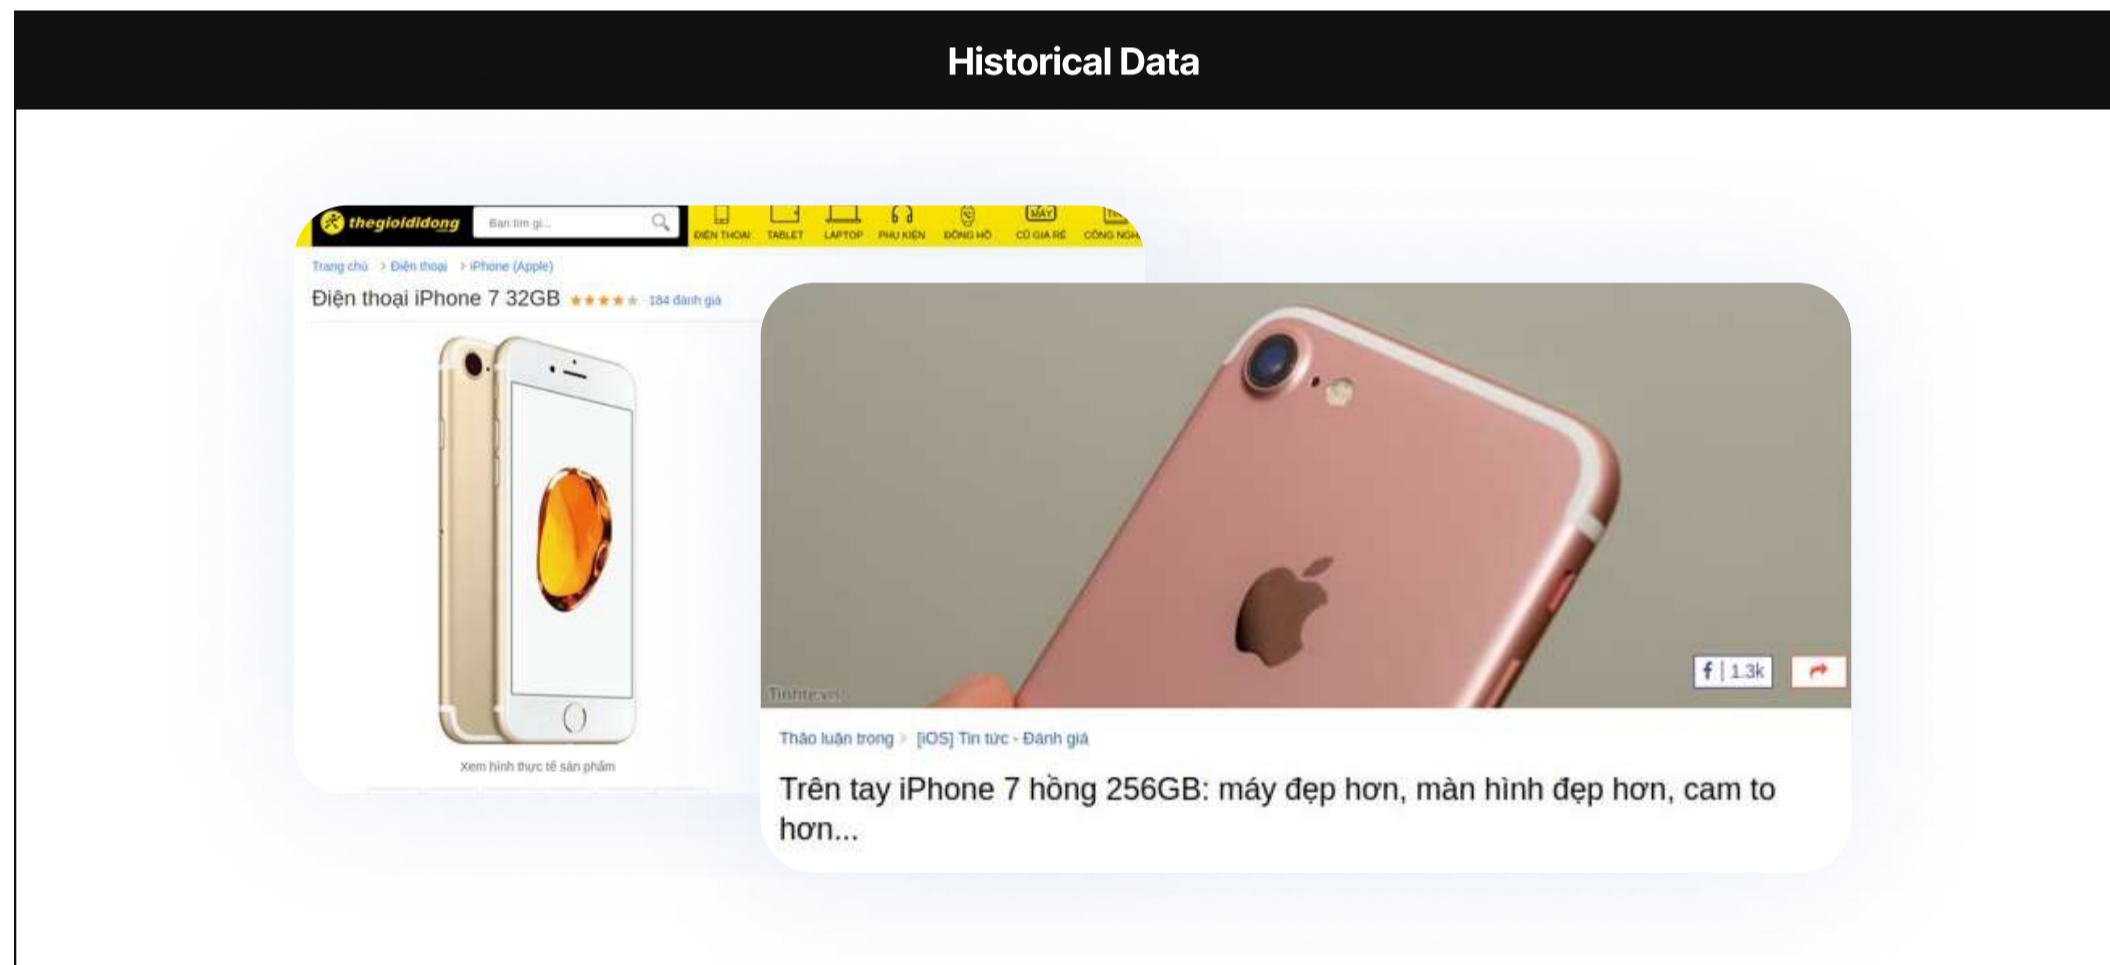 Historical Data
thegioididong
Bạn tìm gì...
ĐIỆN THOẠI TABLET LAPTOP PHỤ KIỆN ĐỒNG HỒ CŨ GIÁ RẺ CÔNG NGH
MÁY
Trang chủ > Điện thoại > iPhone (Apple)
Điện thoại iPhone 7 32GB ★★★★★ 184 đánh giá
Xem hình thực tế sản phẩm
Tinhte.vn
f | 1.3k
Thảo luận trong > [iOS] Tin tức - Đánh giá
Trên tay iPhone 7 hồng 256GB: máy đẹp hơn, màn hình đẹp hơn, cam to
hơn...